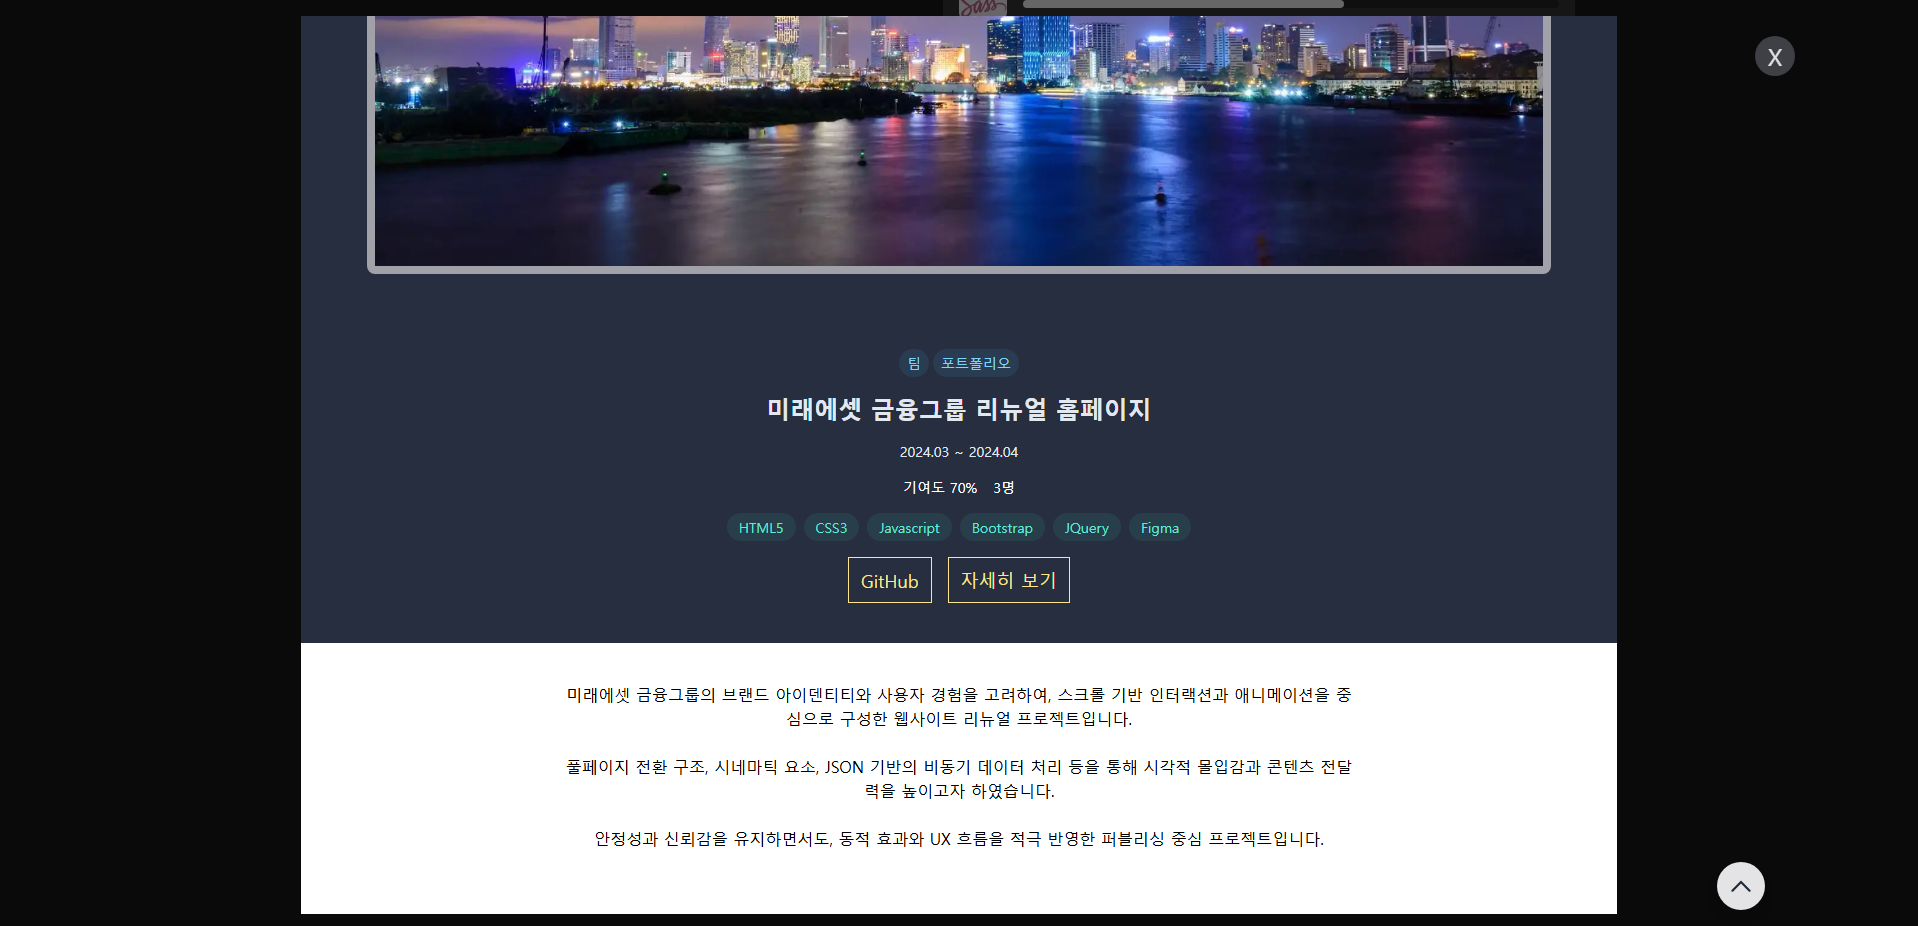 Sass
X
팀 포트폴리오
미래에셋 금융그룹 리뉴얼 홈페이지
2024.03 ~ 2024.04
기여도 70% 3명
HTML5 CSS3 Javascript Bootstrap JQuery Figma
GitHub 자세히 보기
미래에셋 금융그룹의 브랜드 아이덴티티와 사용자 경험을 고려하여, 스크롤 기반 인터랙션과 애니메이션을 중
심으로 구성한 웹사이트 리뉴얼 프로젝트입니다.
풀페이지 전환 구조, 시네마틱 요소, JSON 기반의 비동기 데이터 처리 등을 통해 시각적 몰입감과 콘텐츠 전달
력을 높이고자 하였습니다.
안정성과 신뢰감을 유지하면서도, 동적 효과와 UX 흐름을 적극 반영한 퍼블리싱 중심 프로젝트입니다.